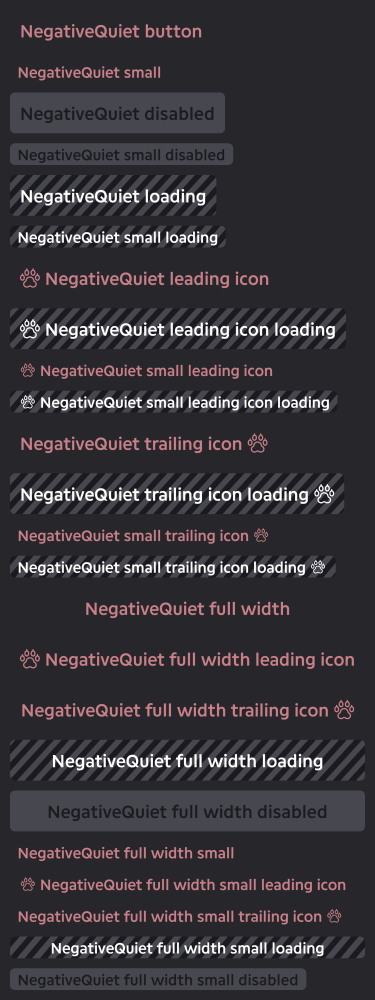 NegativeQuiet button
NegativeQuiet small
NegativeQuiet disabled
NegativeQuiet small disabled
NegativeQuiet loading
NegativeQuiet small loading
NegativeQuiet leading icon
NegativeQuiet leading icon loading
NegativeQuiet small leading icon
NegativeQuiet small leading icon loading
NegativeQuiet trailing icon
NegativeQuiet trailing icon loading
NegativeQuiet small trailing icon
NegativeQuiet small trailing icon loading
NegativeQuiet full width
NegativeQuiet full width leading icon
NegativeQuiet full width trailing icon
NegativeQuiet full width loading
NegativeQuiet full width disabled
NegativeQuiet full width small
NegativeQuiet full width small leading icon
NegativeQuiet full width small trailing icon
NegativeQuiet full width small loading
NegativeQuiet full width small disabled